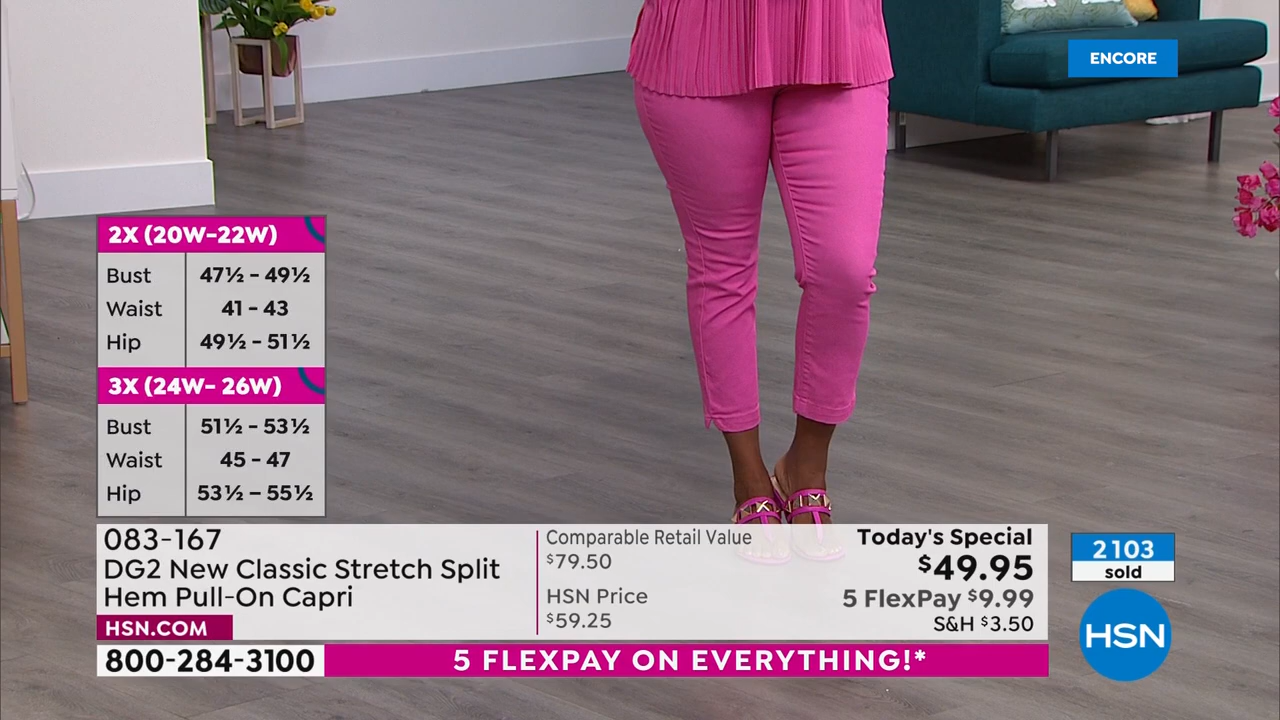 ENCORE
2X (20W-22W)
Bust 47½ - 49½
Waist 41 - 43
Hip 49½ - 51½
3X (24W- 26W)
Bust 51½ - 53½
Waist 45 - 47
Hip 53½ - 55½
083-167
DG2 New Classic Stretch Split
Hem Pull-On Capri
HSN.COM
Comparable Retail Value
$79.50
HSN Price
$59.25
Today's Special
$49.95
5 FlexPay $9.99
S&H $3.50
2103
sold
HSN
800-284-3100
5 FLEXPAY ON EVERYTHING!*